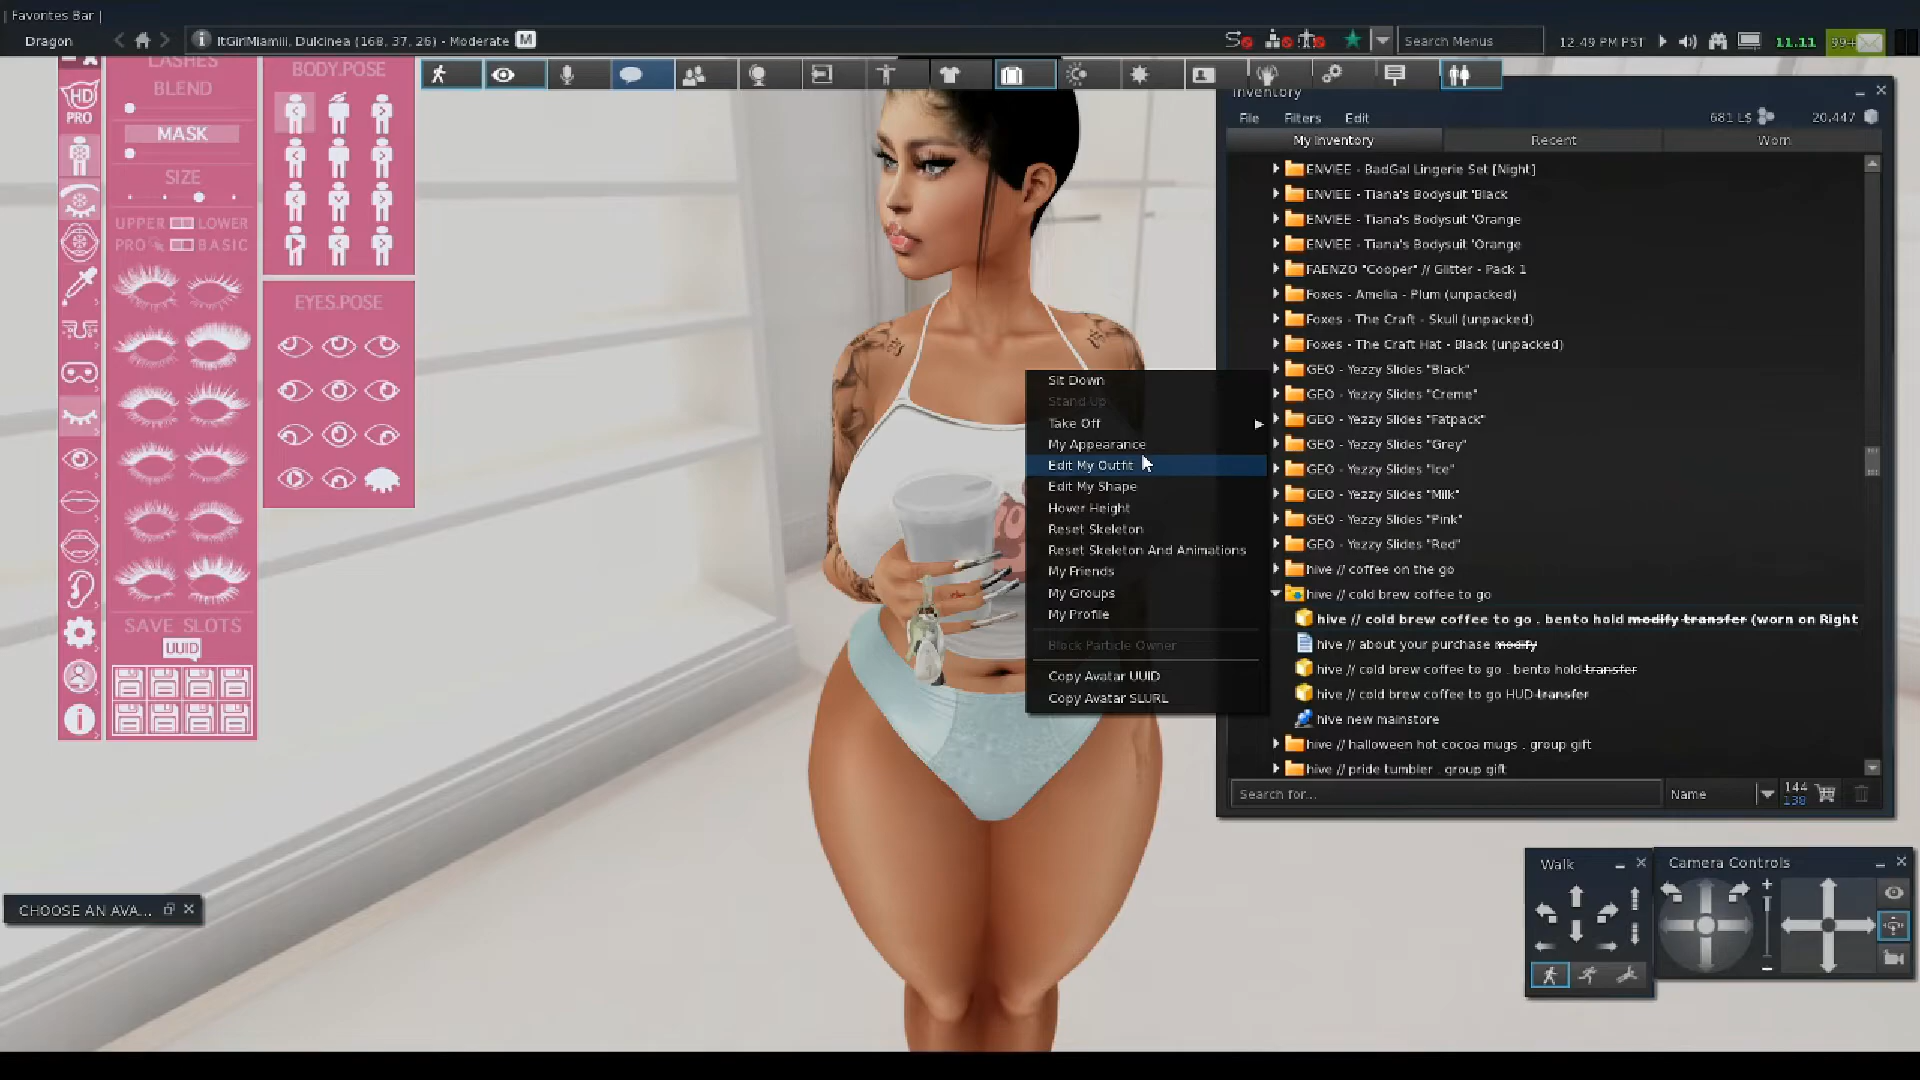 | Favorites Bar |
Dragon
ItGirlMiamiii, Dulcinea (168, 37, 26) - Moderate M
Search Menus
12:49 PM PST
11.11
99+
LASHES
BLEND
MASK
SIZE
UPPER LOWER
PRO BASIC
SAVE SLOTS
UUID
HD
PRO
BODY.POSE
EYES.POSE
Sit Down
Stand Up
Take Off
My Appearance
Edit My Outfit
Edit My Shape
Hover Height
Reset Skeleton
Reset Skeleton And Animations
My Friends
My Groups
My Profile
Block Particle Owner
Copy Avatar UUID
Copy Avatar SLURL
Inventory
File Filters Edit
681 L$
20,447
My Inventory Recent Worn
ENVIEE - BadGal Lingerie Set [Night]
ENVIEE - Tiana's Bodysuit 'Black
ENVIEE - Tiana's Bodysuit 'Orange
ENVIEE - Tiana's Bodysuit 'Orange
FAENZO "Cooper" // Glitter - Pack 1
Foxes - Amelia - Plum (unpacked)
Foxes - The Craft - Skull (unpacked)
Foxes - The Craft Hat - Black (unpacked)
GEO - Yezzy Slides "Black"
GEO - Yezzy Slides "Creme"
GEO - Yezzy Slides "Fatpack"
GEO - Yezzy Slides "Grey"
GEO - Yezzy Slides "Ice"
GEO - Yezzy Slides "Milk"
GEO - Yezzy Slides "Pink"
GEO - Yezzy Slides "Red"
hive // coffee on the go
hive // cold brew coffee to go
hive // cold brew coffee to go . bento hold modify transfer (worn on Right
hive // about your purchase modify
hive // cold brew coffee to go . bento hold transfer
hive // cold brew coffee to go HUD transfer
hive new mainstore
hive // halloween hot cocoa mugs . group gift
hive // pride tumbler . group gift
Search for...
Name
144
138
Walk
Camera Controls
CHOOSE AN AVA...